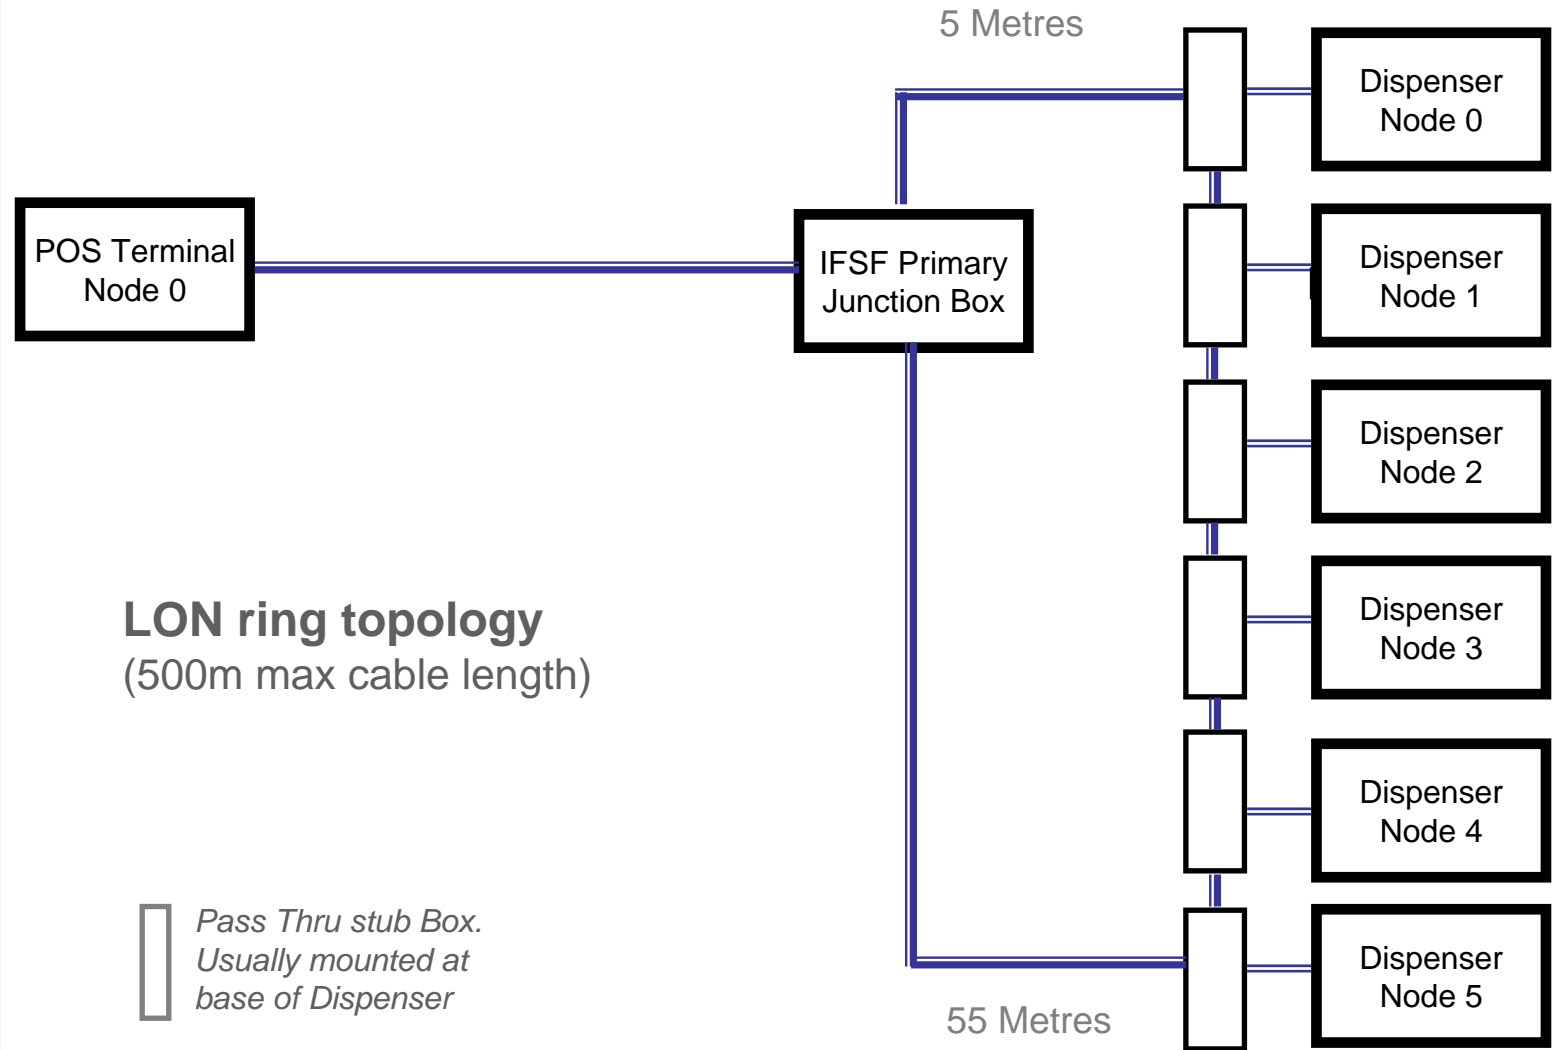 5 Metres
Dispenser
Node 0
POS Terminal
Node 0
IFSF Primary
Junction Box
Dispenser
Node 1
Dispenser
Node 2
Dispenser
Node 3
LON ring topology
(500m max cable length)
Dispenser
Node 4
Pass Thru stub Box.
Usually mounted at
base of Dispenser
Dispenser
Node 5
55 Metres